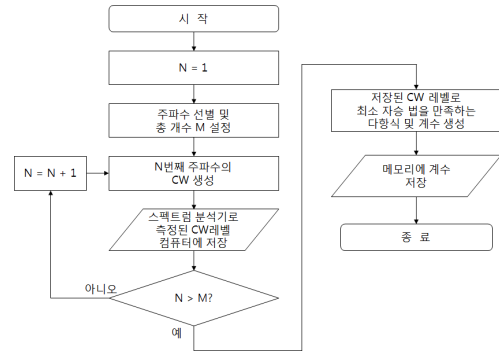 시 작
N = 1
주파수 선별 및
총 개수 M 설정
N번째 주파수의
CW 생성
N = N + 1
스펙트럼 분석기로
측정된 CW레벨
컴퓨터에 저장
N > M?
아니오
예
저장된 CW 레벨로
최소 자승 법을 만족하는
다항식 및 계수 생성
메모리에 계수
저장
종 료